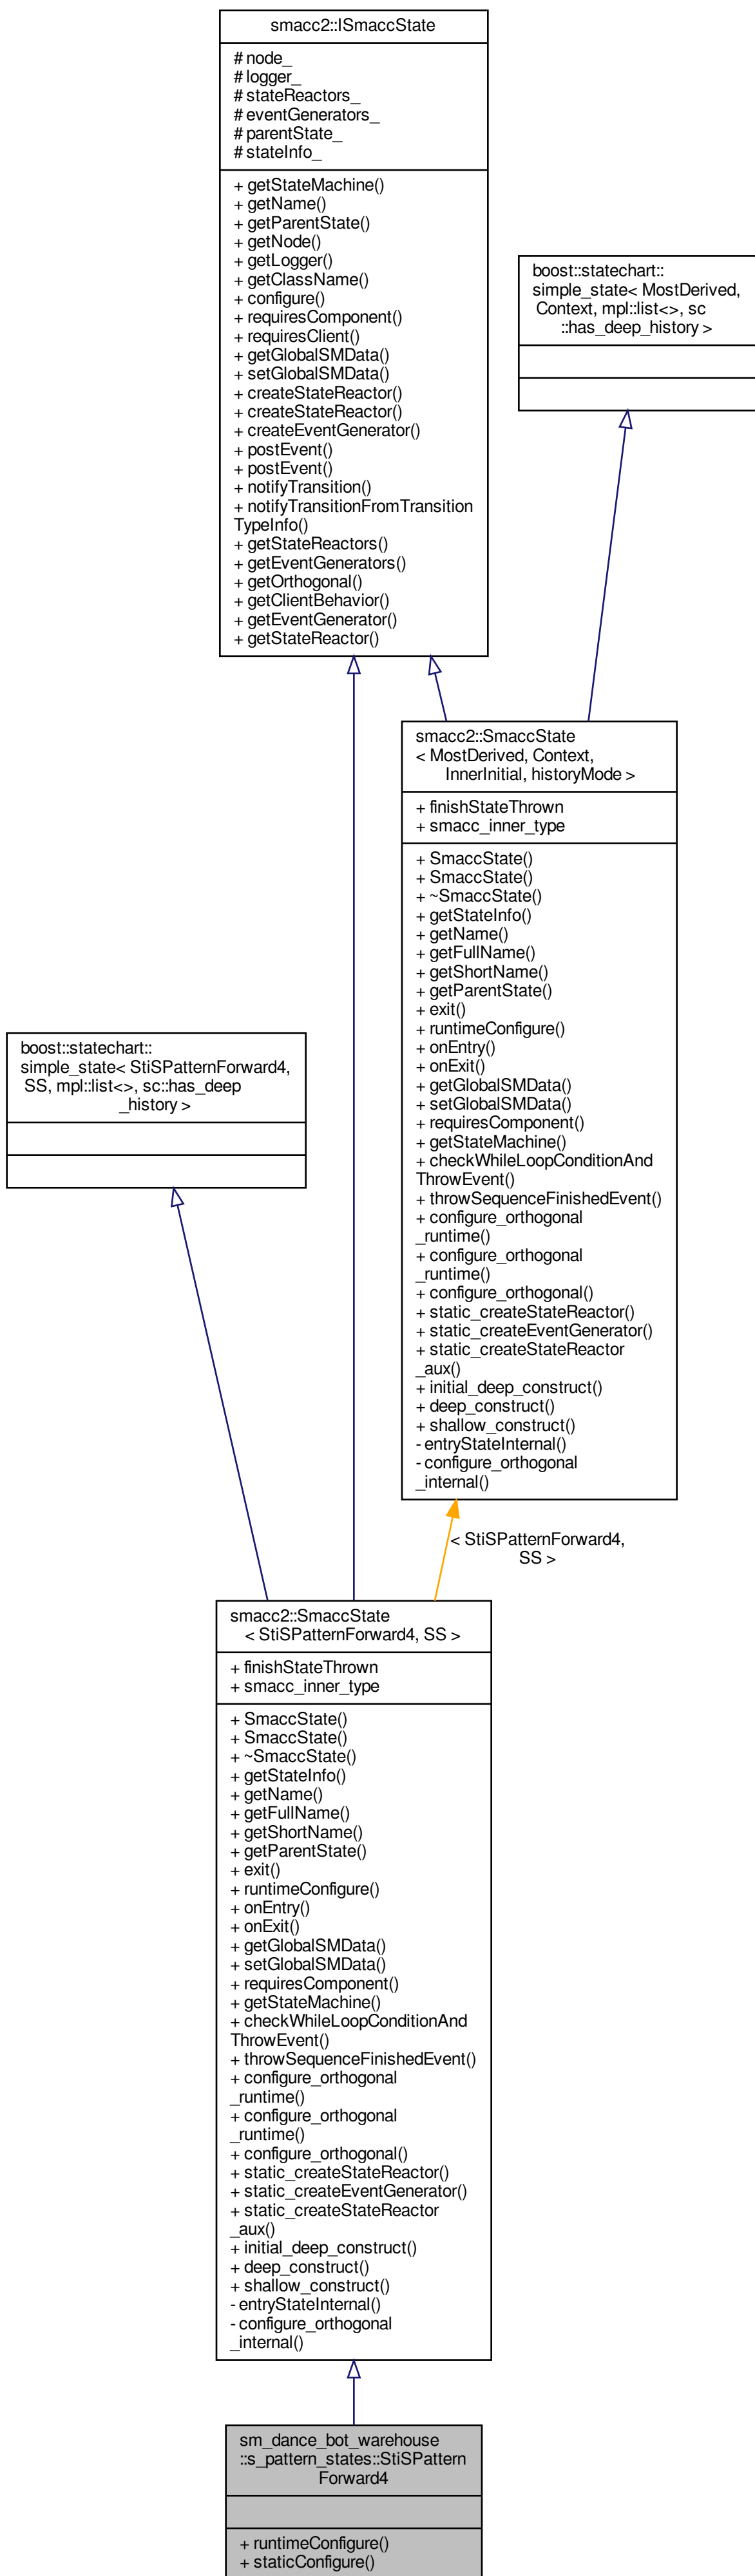 smacc2::ISmaccState
# node_
# logger_
# stateReactors_
# eventGenerators_
# parentState_
# stateInfo_
+ getStateMachine()
+ getName()
+ getParentState()
+ getNode()
+ getLogger()
+ getClassName()
+ configure()
+ requiresComponent()
+ requiresClient()
+ getGlobalSMData()
+ setGlobalSMData()
+ createStateReactor()
+ createStateReactor()
+ createEventGenerator()
+ postEvent()
+ postEvent()
+ notifyTransition()
+ notifyTransitionFromTransition
TypeInfo()
+ getStateReactors()
+ getEventGenerators()
+ getOrthogonal()
+ getClientBehavior()
+ getEventGenerator()
+ getStateReactor()
boost::statechart::
simple_state< MostDerived,
Context, mpl::list<>, sc
::has_deep_history >
smacc2::SmaccState
< MostDerived, Context,
InnerInitial, historyMode >
+ finishStateThrown
+ smacc_inner_type
+ SmaccState()
+ SmaccState()
+ ~SmaccState()
+ getStateInfo()
+ getName()
+ getFullName()
+ getShortName()
+ getParentState()
+ exit()
+ runtimeConfigure()
+ onEntry()
+ onExit()
+ getGlobalSMData()
+ setGlobalSMData()
+ requiresComponent()
+ getStateMachine()
+ checkWhileLoopConditionAnd
ThrowEvent()
+ throwSequenceFinishedEvent()
+ configure_orthogonal
_runtime()
+ configure_orthogonal
_runtime()
+ configure_orthogonal()
+ static_createStateReactor()
+ static_createEventGenerator()
+ static_createStateReactor
_aux()
+ initial_deep_construct()
+ deep_construct()
+ shallow_construct()
- entryStateInternal()
- configure_orthogonal
_internal()
boost::statechart::
simple_state< StiSPatternForward4,
SS, mpl::list<>, sc::has_deep
_history >
< StiSPatternForward4,
SS >
smacc2::SmaccState
< StiSPatternForward4, SS >
+ finishStateThrown
+ smacc_inner_type
+ SmaccState()
+ SmaccState()
+ ~SmaccState()
+ getStateInfo()
+ getName()
+ getFullName()
+ getShortName()
+ getParentState()
+ exit()
+ runtimeConfigure()
+ onEntry()
+ onExit()
+ getGlobalSMData()
+ setGlobalSMData()
+ requiresComponent()
+ getStateMachine()
+ checkWhileLoopConditionAnd
ThrowEvent()
+ throwSequenceFinishedEvent()
+ configure_orthogonal
_runtime()
+ configure_orthogonal
_runtime()
+ configure_orthogonal()
+ static_createStateReactor()
+ static_createEventGenerator()
+ static_createStateReactor
_aux()
+ initial_deep_construct()
+ deep_construct()
+ shallow_construct()
- entryStateInternal()
- configure_orthogonal
_internal()
sm_dance_bot_warehouse
::s_pattern_states::StiSPattern
Forward4
+ runtimeConfigure()
+ staticConfigure()